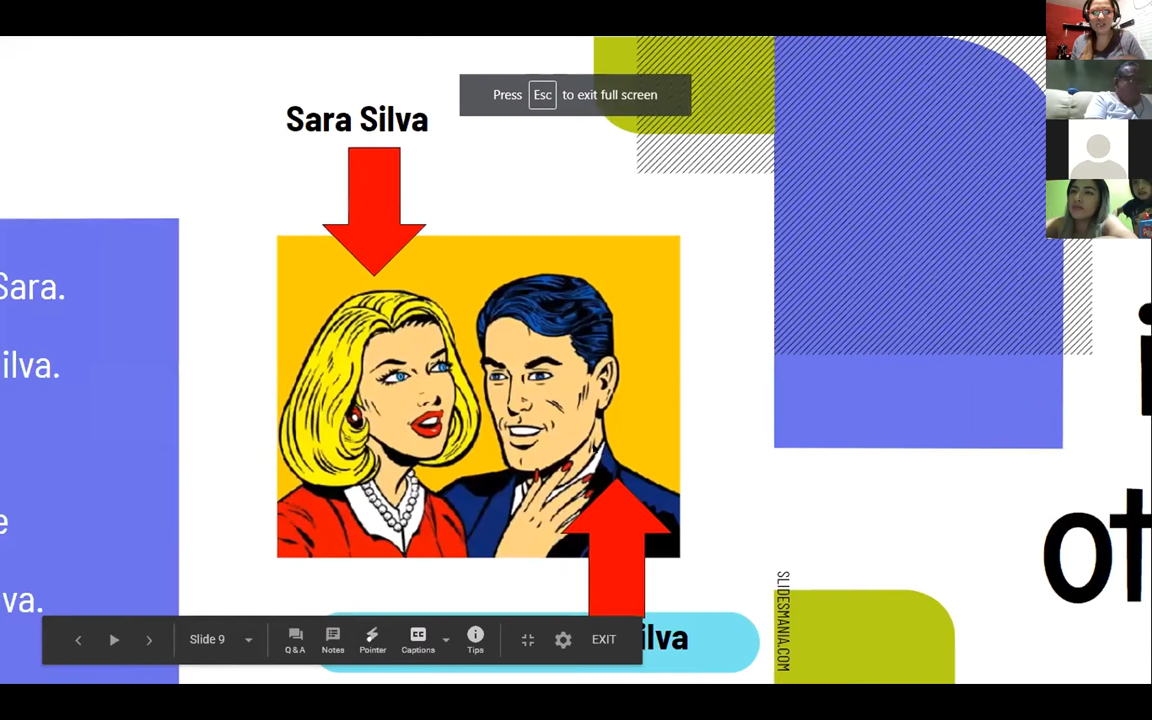 Press Esc to exit full screen
Sara Silva
Sara.
ilva.
e
va.
ilva
i
ot
SLIDESMANIA.COM
Slide 9
Q&A
Notes
Pointer
CC
Captions
Tips
EXIT